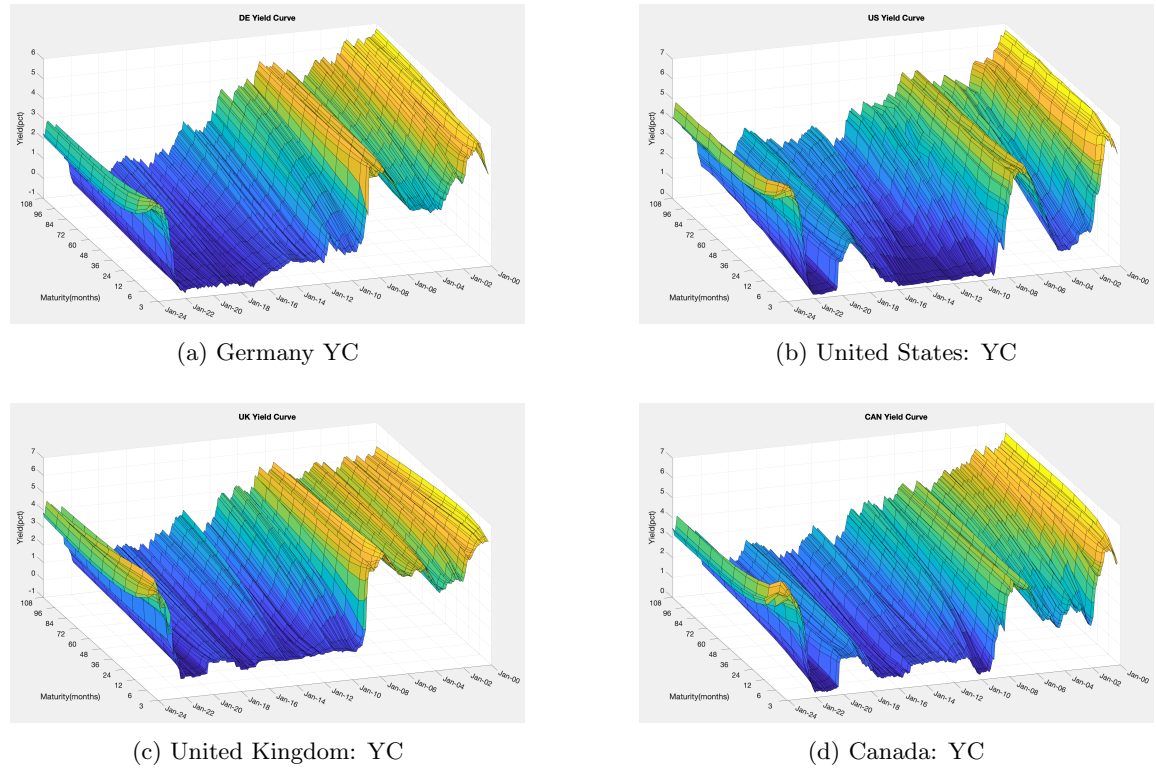 DE Yield Curve
6
5
4
3
2
1
0
-1
Yield(pct)
108
96
84
72
60
48
36
24
12
6
3
Maturity(months)
Jan-24
Jan-22
Jan-20
Jan-18
Jan-16
Jan-14
Jan-12
Jan-10
Jan-08
Jan-06
Jan-04
Jan-02
Jan-00
(a) Germany YC
US Yield Curve
7
6
5
4
3
2
1
0
Yield(pct)
108
96
84
72
60
48
36
24
12
6
3
Maturity(months)
Jan-24
Jan-22
Jan-20
Jan-18
Jan-16
Jan-14
Jan-12
Jan-10
Jan-08
Jan-06
Jan-04
Jan-02
Jan-00
(b) United States: YC
UK Yield Curve
7
6
5
4
3
2
1
0
-1
Yield(pct)
108
96
84
72
60
48
36
24
12
6
3
Maturity(months)
Jan-24
Jan-22
Jan-20
Jan-18
Jan-16
Jan-14
Jan-12
Jan-10
Jan-08
Jan-06
Jan-04
Jan-02
Jan-00
(c) United Kingdom: YC
CAN Yield Curve
7
6
5
4
3
2
1
0
Yield(pct)
108
96
84
72
60
48
36
24
12
6
3
Maturity(months)
Jan-24
Jan-22
Jan-20
Jan-18
Jan-16
Jan-14
Jan-12
Jan-10
Jan-08
Jan-06
Jan-04
Jan-02
Jan-00
(d) Canada: YC